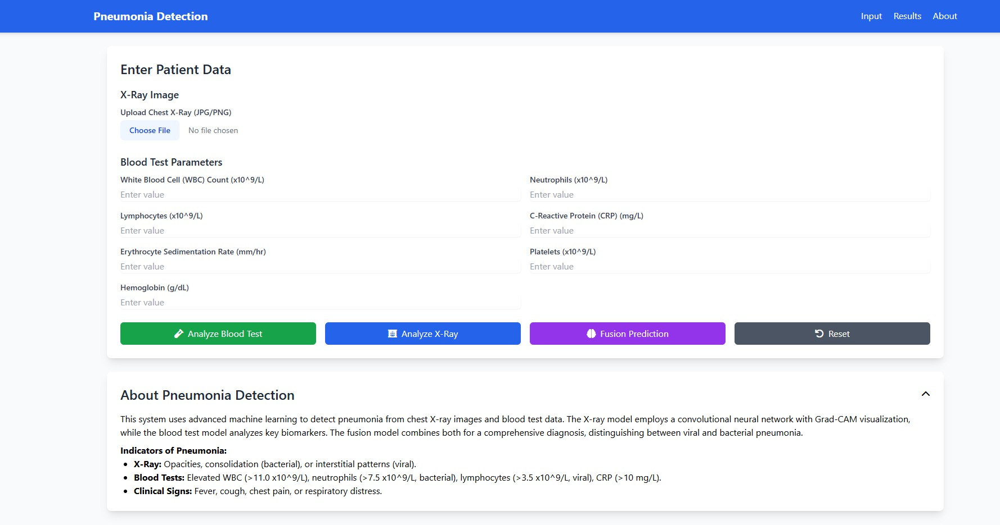 Pneumonia Detection
Input Results About
Enter Patient Data
X-Ray Image
Upload Chest X-Ray (JPG/PNG)
Choose File No file chosen
Blood Test Parameters
White Blood Cell (WBC) Count (x10^9/L)
Enter value
Neutrophils (x10^9/L)
Enter value
Lymphocytes (x10^9/L)
Enter value
C-Reactive Protein (CRP) (mg/L)
Enter value
Erythrocyte Sedimentation Rate (mm/hr)
Enter value
Platelets (x10^9/L)
Enter value
Hemoglobin (g/dL)
Enter value
Analyze Blood Test
Analyze X-Ray
Fusion Prediction
Reset
About Pneumonia Detection
This system uses advanced machine learning to detect pneumonia from chest X-ray images and blood test data. The X-ray model employs a convolutional neural network with Grad-CAM visualization,
while the blood test model analyzes key biomarkers. The fusion model combines both for a comprehensive diagnosis, distinguishing between viral and bacterial pneumonia.
Indicators of Pneumonia:
• X-Ray: Opacities, consolidation (bacterial), or interstitial patterns (viral).
• Blood Tests: Elevated WBC (>11.0 x10^9/L), neutrophils (>7.5 x10^9/L, bacterial), lymphocytes (>3.5 x10^9/L, viral), CRP (>10 mg/L).
• Clinical Signs: Fever, cough, chest pain, or respiratory distress.